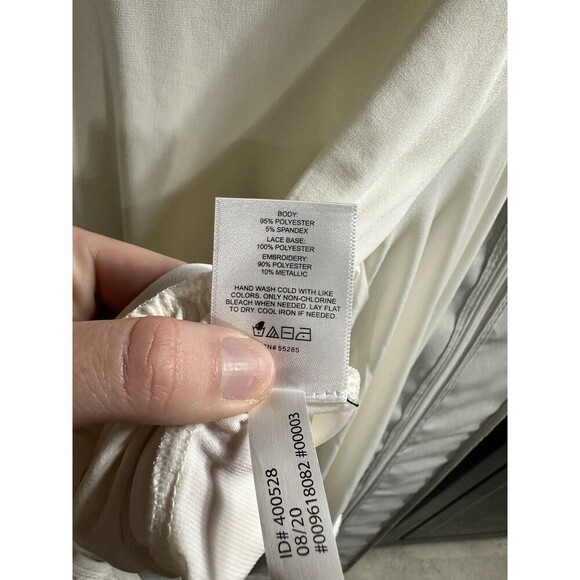 BODY:
95% POLYESTER
5% SPANDEX
LACE BASE:
100% POLYESTER
EMBROIDERY:
90% POLYESTER
10% METALLIC
HAND WASH COLD WITH LIKE
COLORS. ONLY NON-CHLORINE
BLEACH WHEN NEEDED. LAY FLAT
TO DRY. COOL IRON IF NEEDED.
55285
ID# 400528
08/20
#009618082 #00003